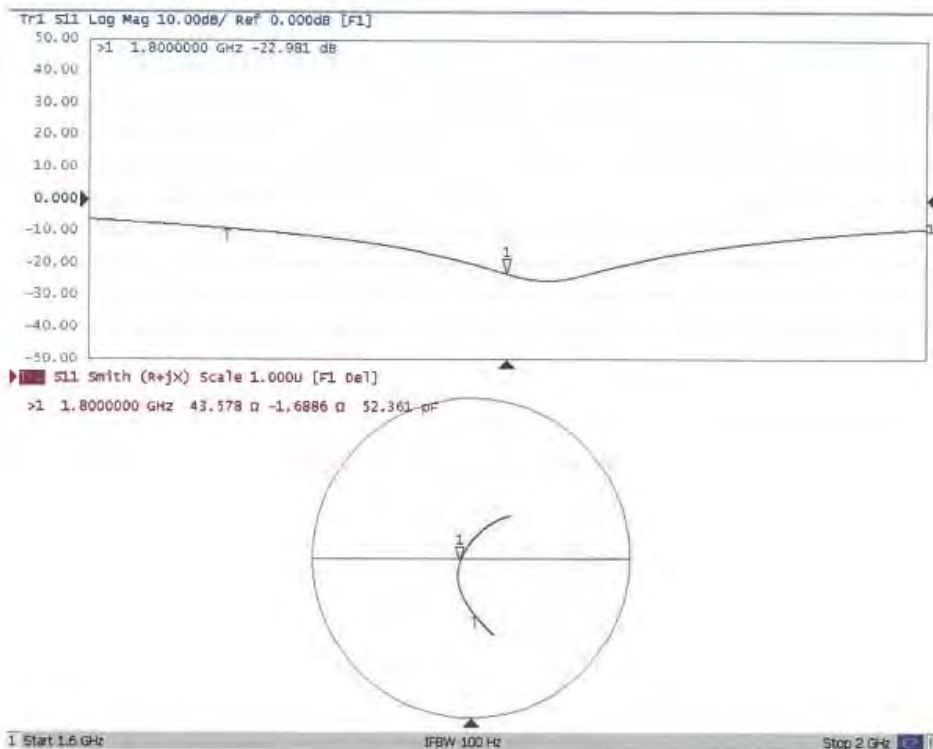 Tr1 S11 Log Mag 10.00dB/ Ref 0.000dB [F1]
50.00
>1 1.8000000 GHz -22.981 dB
40.00
30.00
20.00
10.00
0.000
-10.00
-20.00
1
-30.00
-40.00
-50.00
S11 Smith (R+jX) Scale 1.000U [F1 Del]
>1 1.8000000 GHz 43.578 Ω -1.6886 Ω 52.361 pF
1
1 Start 1.6 GHz IFBW 100 Hz Stop 2 GHz